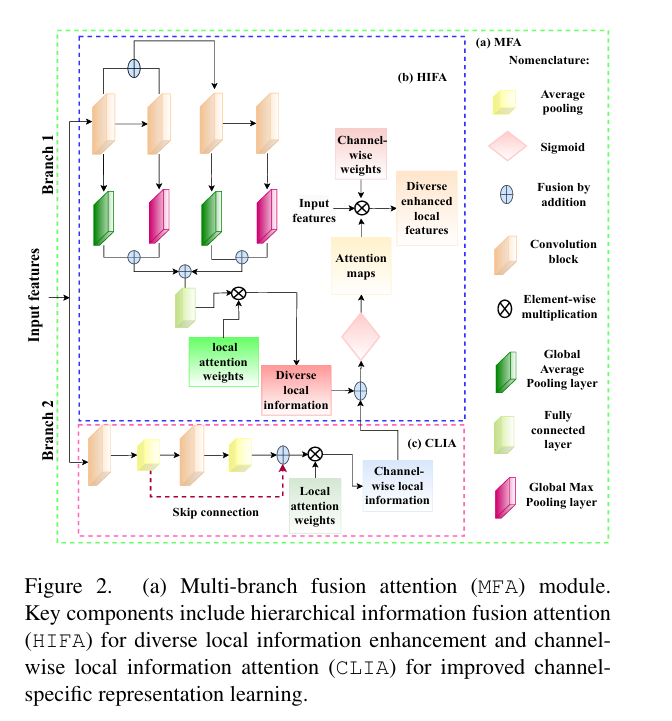 (a) MFA
Nomenclature:
(b) HIFA
Average
pooling
Sigmoid
Fusion by
addition
Convolution
block
Element-wise
multiplication
Global
Average
Pooling layer
Fully
connected
layer
Global Max
Pooling layer
Branch 1
Input features
Branch 2
Channel-
wise
weights
Input
features
Diverse
enhanced
local
features
Attention
maps
local
attention
weights
Diverse
local
information
(c) CLIA
Channel-
wise local
information
Local
attention
weights
Skip connection
Figure 2. (a) Multi-branch fusion attention (MFA) module.
Key components include hierarchical information fusion attention
(HIFA) for diverse local information enhancement and channel-
wise local information attention (CLIA) for improved channel-
specific representation learning.